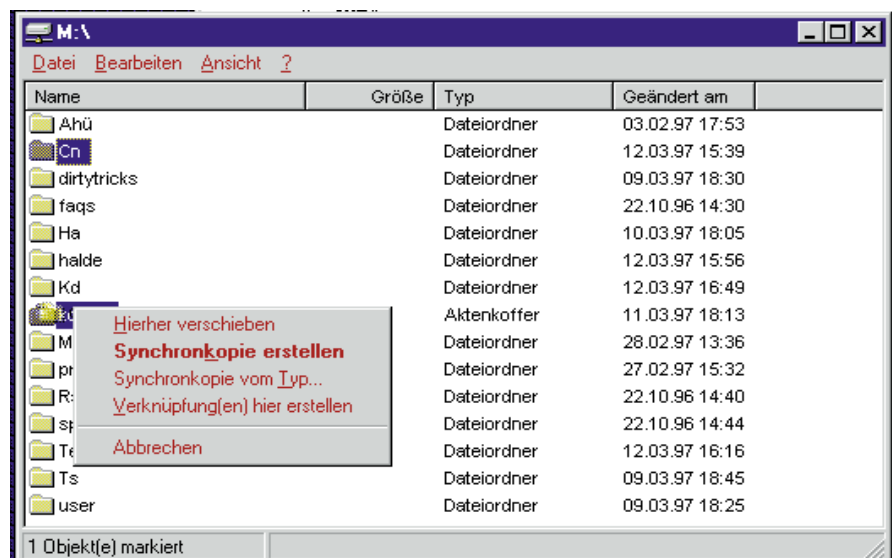 M:\
Datei Bearbeiten Ansicht ?
Name Größe Typ Geändert am
Ahü Dateiordner 03.02.97 17:53
Cn Dateiordner 12.03.97 15:39
dirtytricks Dateiordner 09.03.97 18:30
faqs Dateiordner 22.10.96 14:30
Ha Dateiordner 10.03.97 18:05
halde Dateiordner 12.03.97 15:56
Kd Dateiordner 12.03.97 16:49
Aktenkoffer 11.03.97 18:13
Dateiordner 28.02.97 13:36
Dateiordner 27.02.97 15:32
Dateiordner 22.10.96 14:40
Dateiordner 22.10.96 14:44
Dateiordner 12.03.97 16:16
Ts Dateiordner 09.03.97 18:45
user Dateiordner 09.03.97 18:25
Hierher verschieben
Synchronkopie erstellen
Synchronkopie vom Typ...
Verknüpfung(en) hier erstellen
Abbrechen
1 Objekt(e) markiert